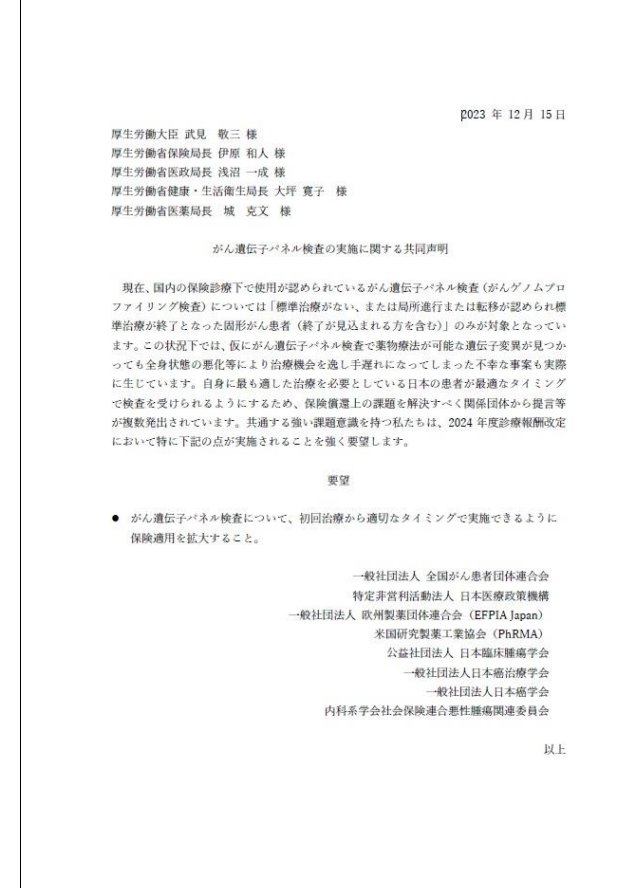 2023 年 12 月 15 日
厚生労働大臣 武見 敬三 様
厚生労働省保険局長 伊原 和人 様
厚生労働省医政局長 浅沼 一成 様
厚生労働省健康・生活衛生局長 大坪 寛子 様
厚生労働省医薬局長 城 克文 様
がん遺伝子パネル検査の実施に関する共同声明
現在、国内の保険診療下で使用が認められているがん遺伝子パネル検査（がんゲノムプロ
ファイリング検査）については「標準治療がない、または局所進行または転移が認められ標
準治療が終了となった固形がん患者（終了が見込まれる方を含む）」のみが対象となってい
ます。この状況下では、仮にがん遺伝子パネル検査で薬物療法が可能な遺伝子変異が見つか
っても全身状態の悪化等により治療機会を逸し手遅れになってしまった不幸な事案も実際
に生じています。自身に最も適した治療を必要としている日本の患者が最適なタイミング
で検査を受けられるようにするため、保険償還上の課題を解決すべく関係団体から提言等
が複数発出されています。共通する強い課題意識を持つ私たちは、2024 年度診療報酬改定
において特に下記の点が実施されることを強く要望します。
要望
● がん遺伝子パネル検査について、初回治療から適切なタイミングで実施できるように
保険適用を拡大すること。
一般社団法人 全国がん患者団体連合会
特定非営利活動法人 日本医療政策機構
一般社団法人 欧州製薬団体連合会（EFPIA Japan）
米国研究製薬工業協会（PhRMA）
公益社団法人 日本臨床腫瘍学会
一般社団法人日本癌治療学会
一般社団法人日本癌学会
内科系学会社会保険連合悪性腫瘍関連委員会
以上